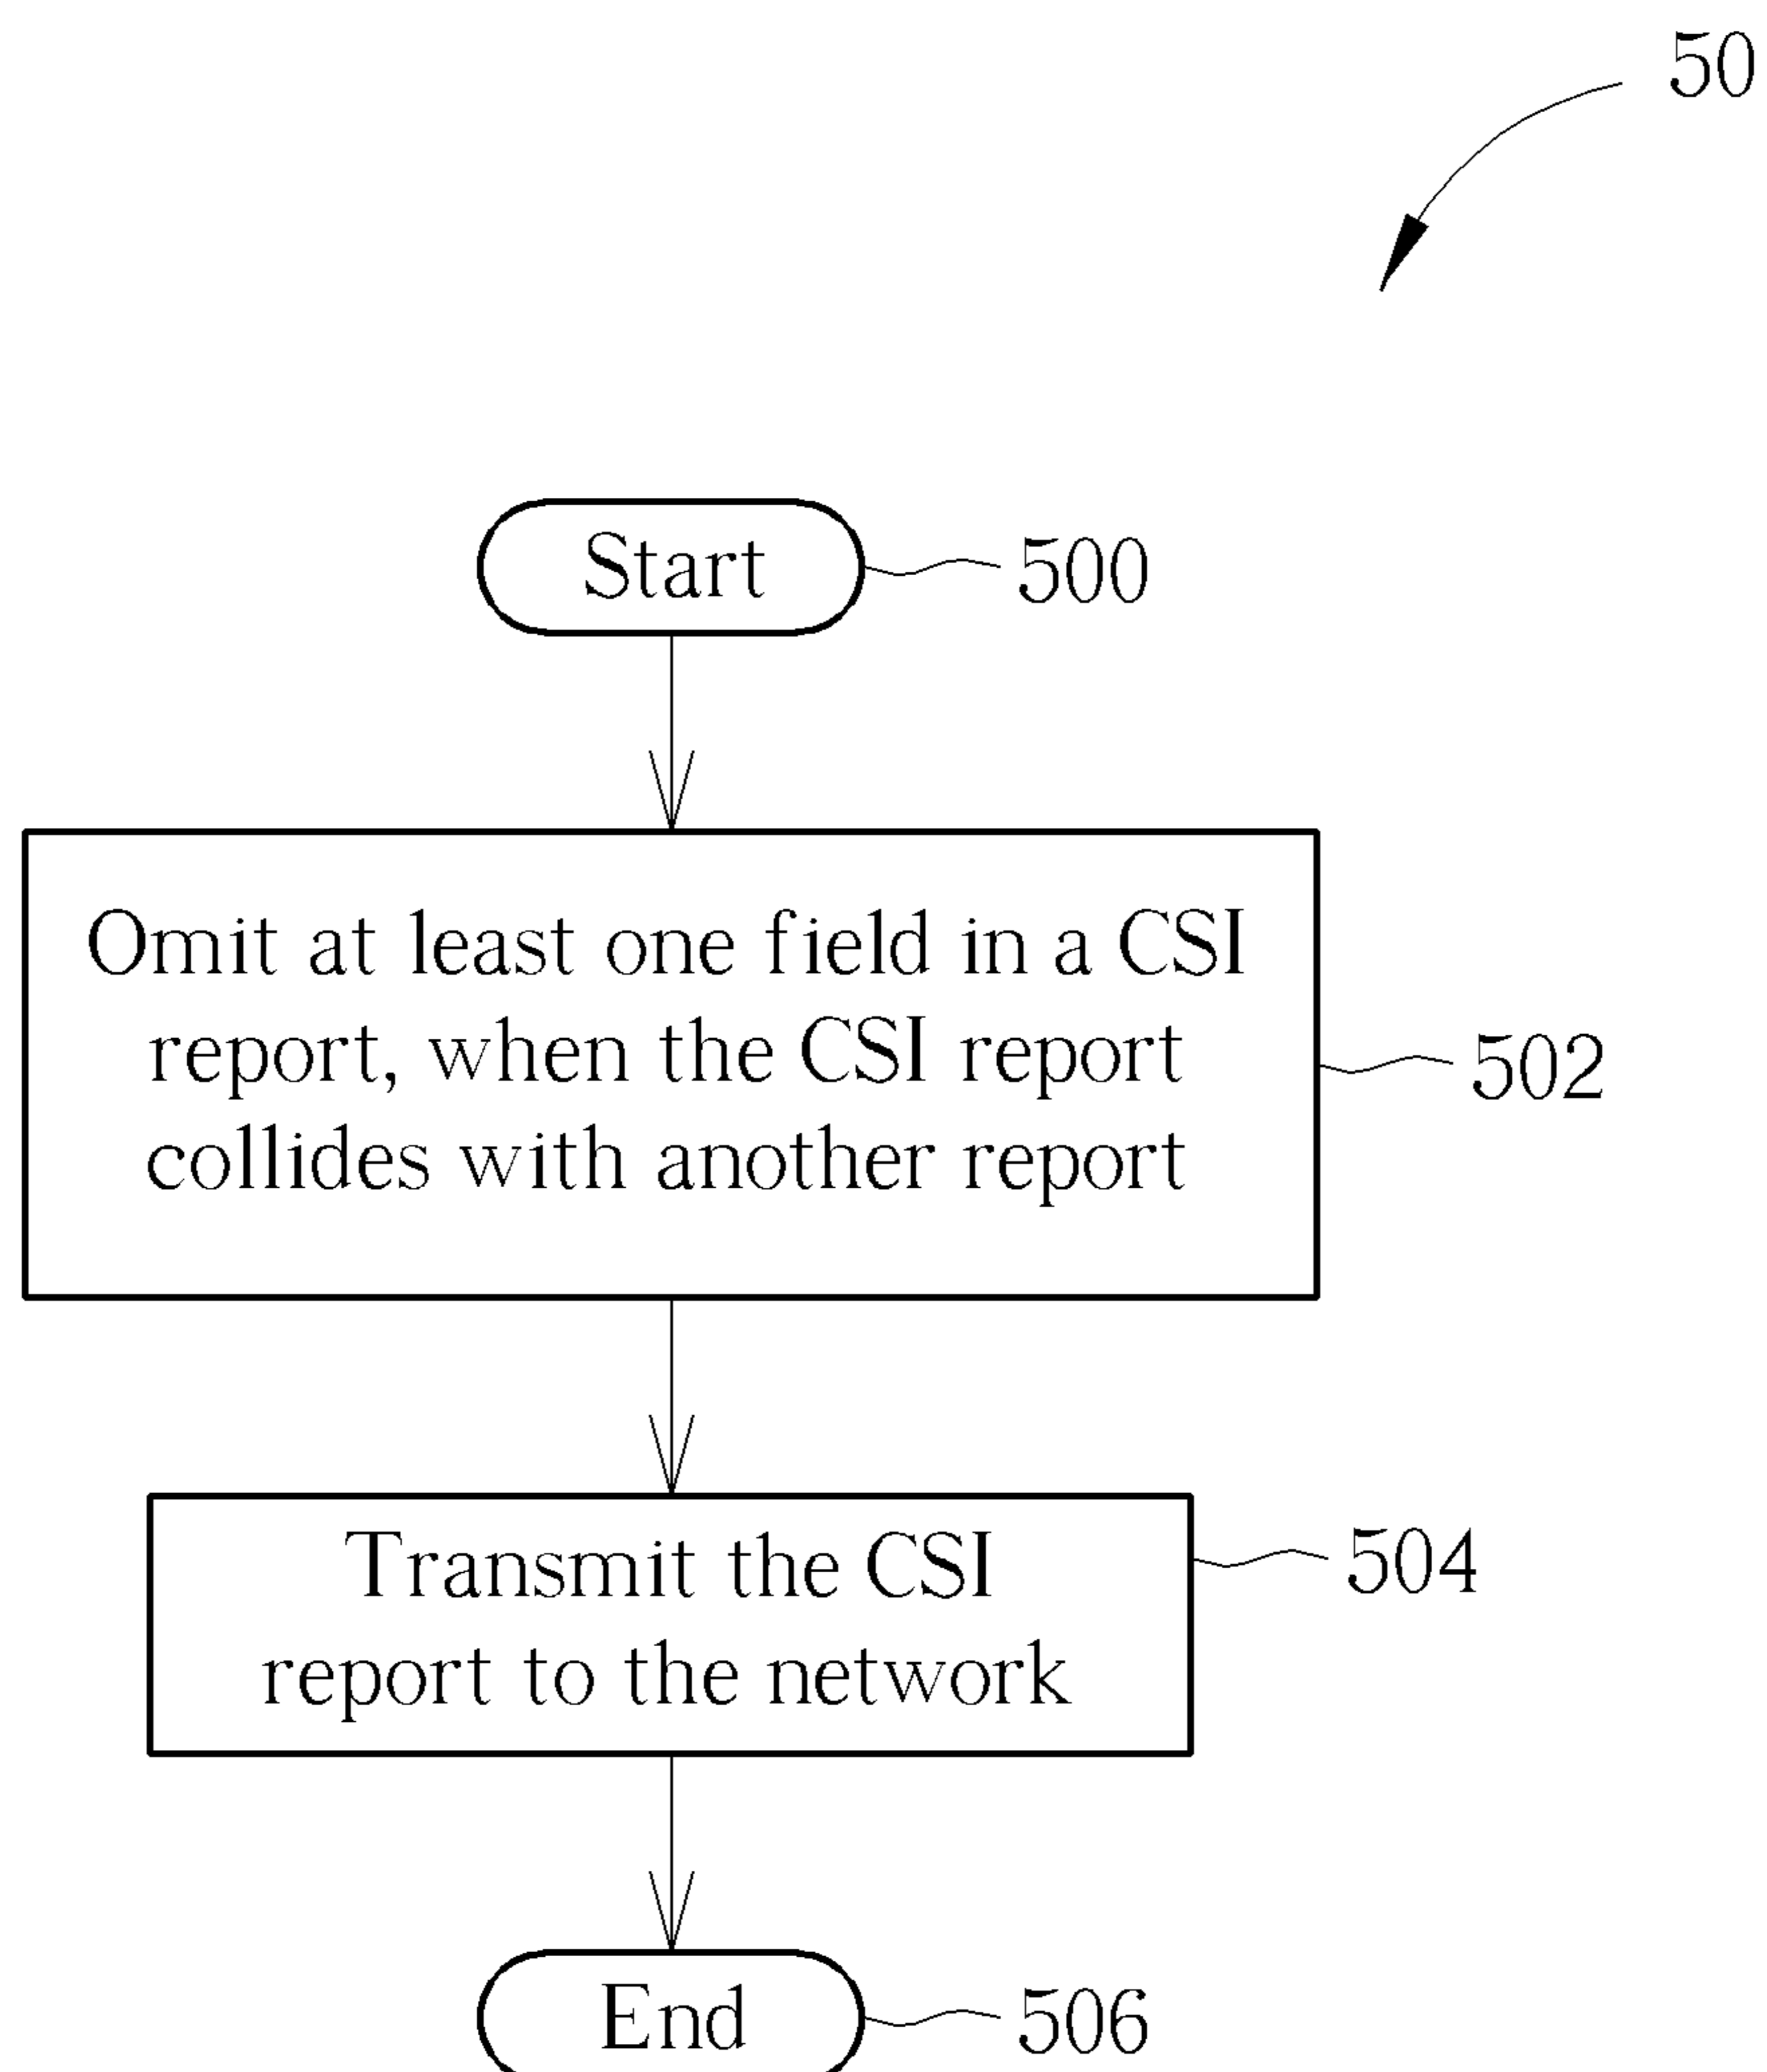 50
Start
500
Omit at least one field in a CSI
report, when the CSI report
collides with another report
502
Transmit the CSI
report to the network
504
End
506